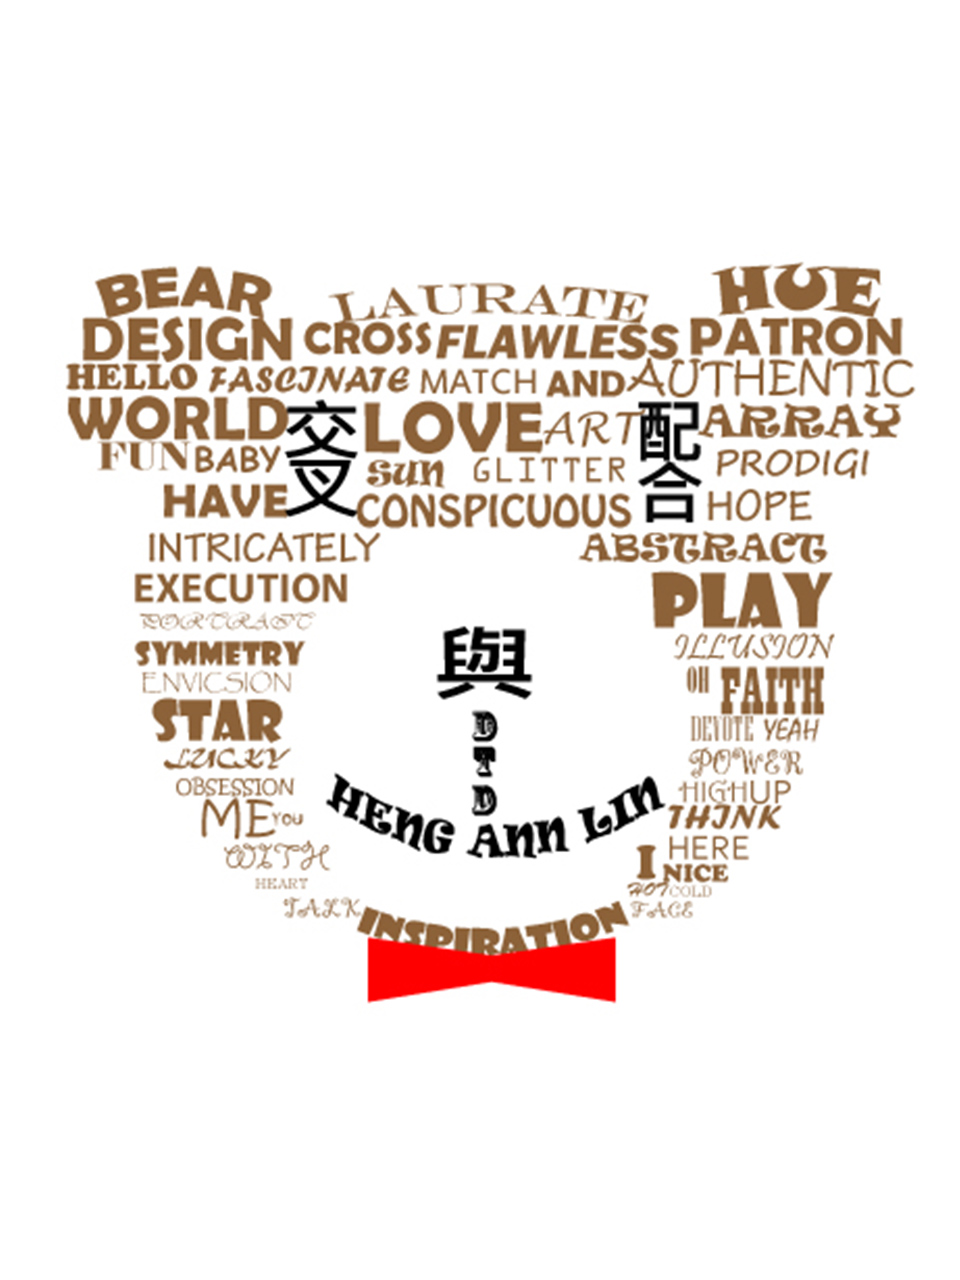 BEAR LAURATE HUE
DESIGN CROSS FLAWLESS PATRON
HELLO FASCINATE MATCH AND AUTHENTIC
WORLD 交叉 LOVE ART 配合 ARRAY
FUN BABY SUN GLITTER PRODIGI
HAVE CONSPICUOUS HOPE
INTRICATELY ABSTRACT
EXECUTION PLAY
PORTRAIT ILLUSION
SYMMETRY 與 OH FAITH
ENVICSION
STAR DTD DEVOTE YEAH
LUCKY POWER
OBSESSION HIGHUP
ME YOU HENG ANN LIN THINK
WITH HERE
I NICE
HEART HOT COLD
TALK INSPIRATION FACE